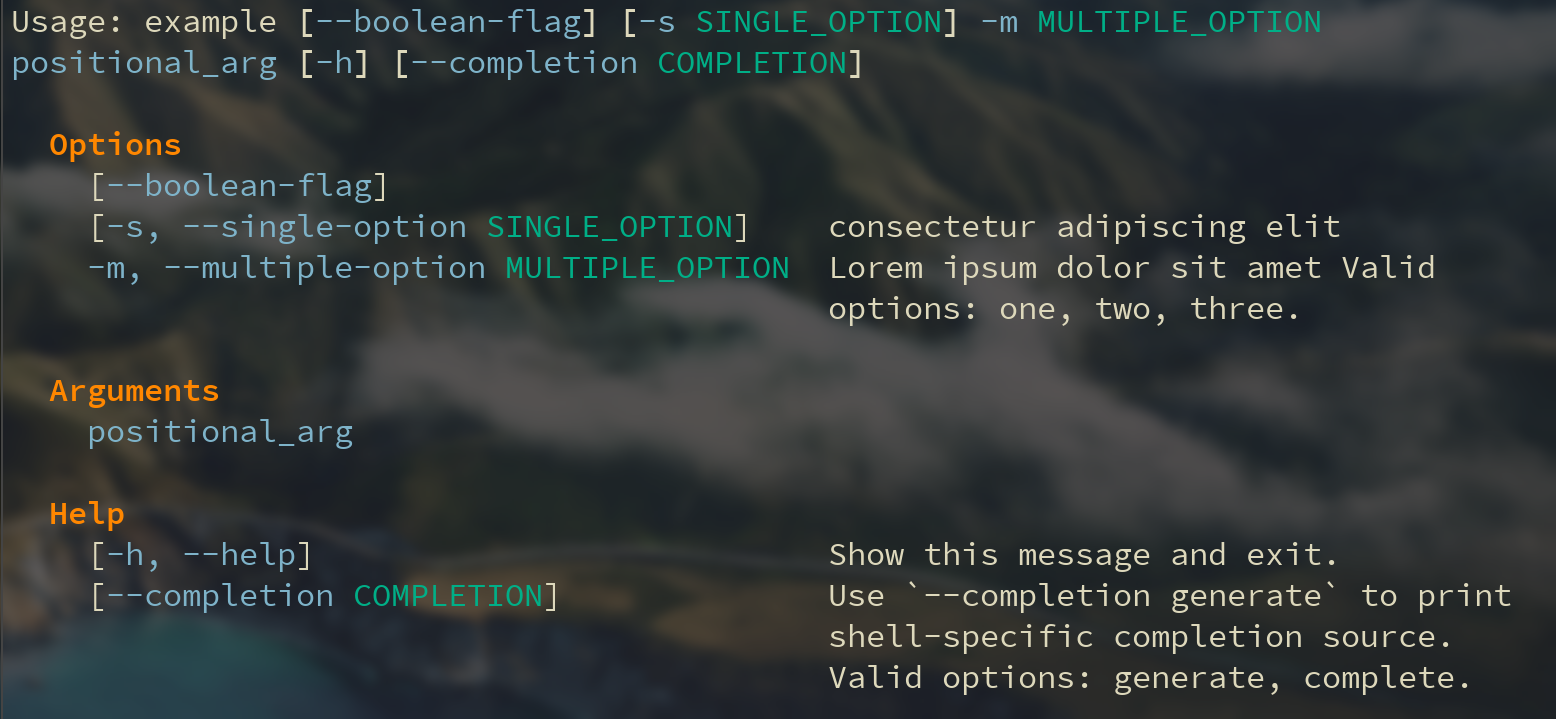 Usage: example [--boolean-flag] [-s SINGLE_OPTION] -m MULTIPLE_OPTION
positional_arg [-h] [--completion COMPLETION]
Options
[--boolean-flag]
[-s, --single-option SINGLE_OPTION] consectetur adipiscing elit
-m, --multiple-option MULTIPLE_OPTION Lorem ipsum dolor sit amet Valid
options: one, two, three.
Arguments
positional_arg
Help
[-h, --help] Show this message and exit.
[--completion COMPLETION] Use `--completion generate` to print
shell-specific completion source.
Valid options: generate, complete.